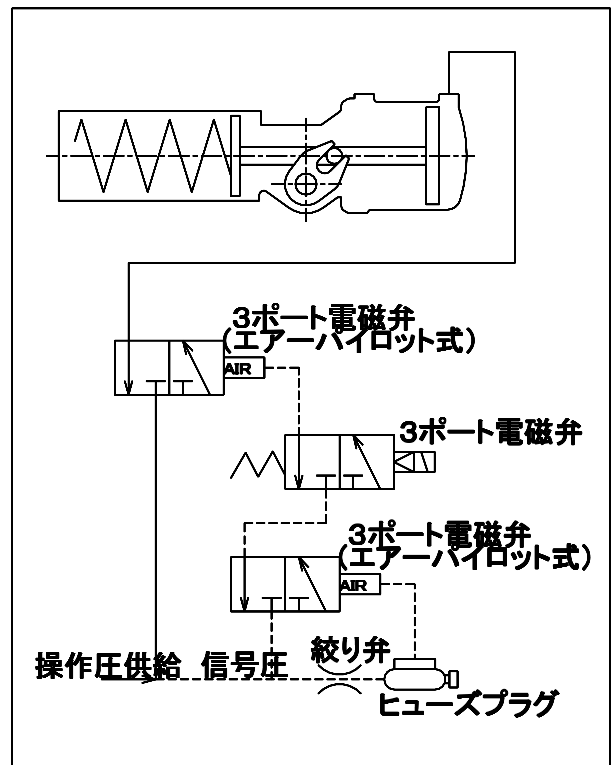 3ポート電磁弁
(エアーパイロット式)
AIR
3ポート電磁弁
3ポート電磁弁
(エアーパイロット式)
AIR
操作圧供給 信号圧 絞り弁
ヒューズプラグ